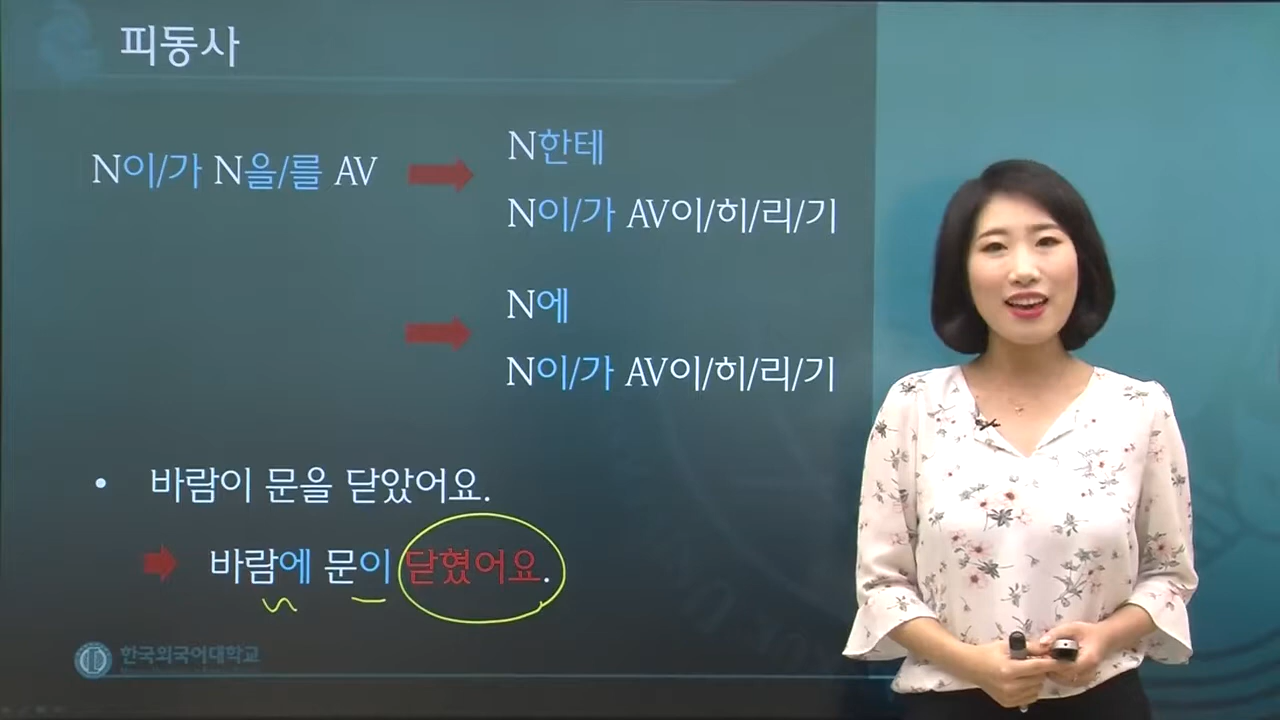 피동사
N이/가 N을/를 AV
N한테
N이/가 AV이/히/리/기
N에
N이/가 AV이/히/리/기
• 바람이 문을 닫았어요.
바람에 문이 닫혔어요.
한국외국어대학교